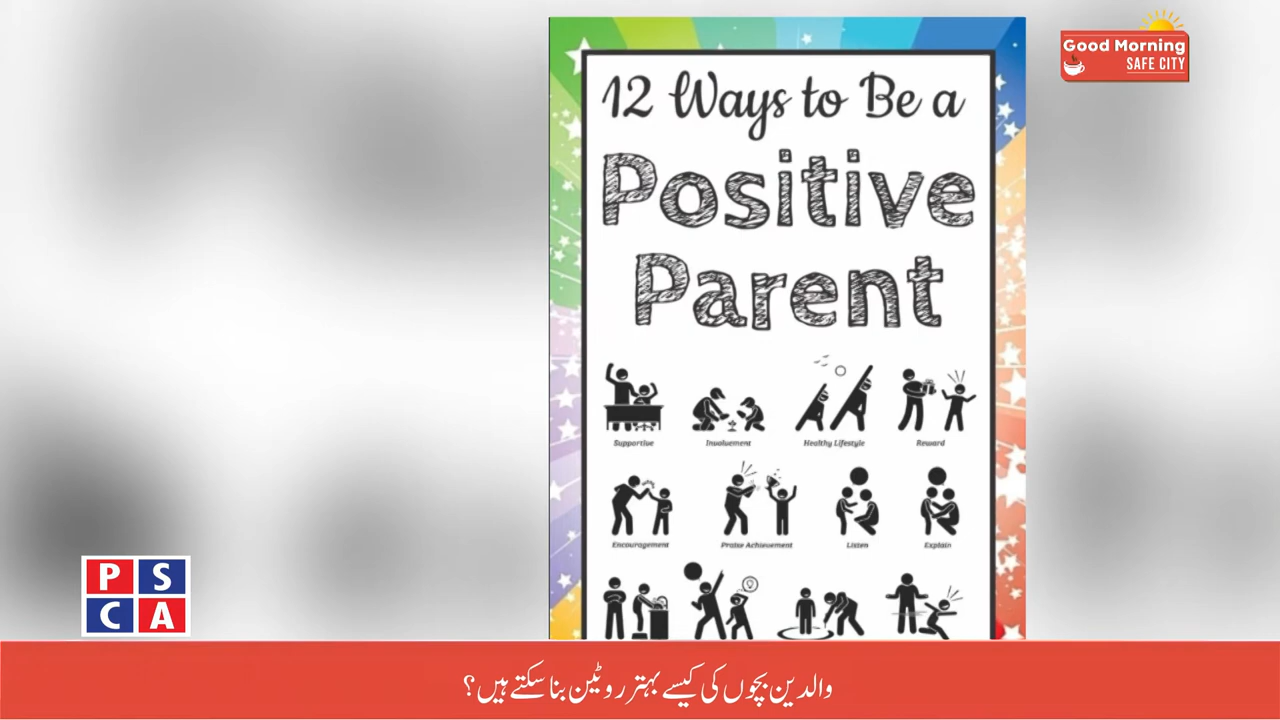 Good Morning
SAFE CITY
12 Ways to Be a
Positive
Parent
Supportive Involvement Healthy Lifestyle Reward
Encouragement Praise Achievement Listen Explain
P S
C A
والدین بچوں کی کیسے بہتر روٹین بنا سکتے ہیں؟